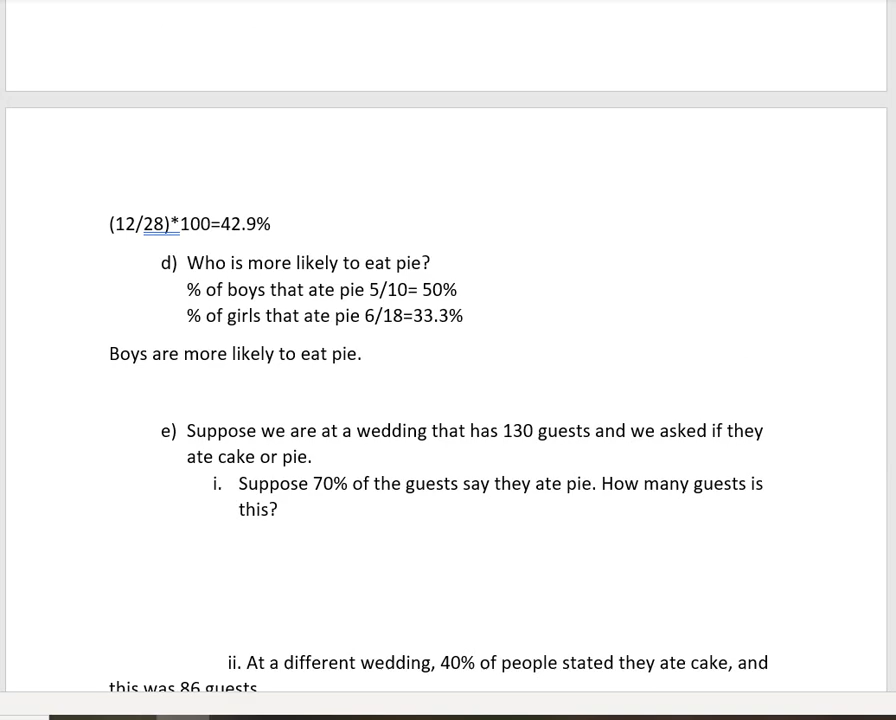 (12/28)*100=42.9%
d) Who is more likely to eat pie?
% of boys that ate pie 5/10= 50%
% of girls that ate pie 6/18=33.3%
Boys are more likely to eat pie.
e) Suppose we are at a wedding that has 130 guests and we asked if they
ate cake or pie.
i. Suppose 70% of the guests say they ate pie. How many guests is
this?
ii. At a different wedding, 40% of people stated they ate cake, and
this was 86 guests